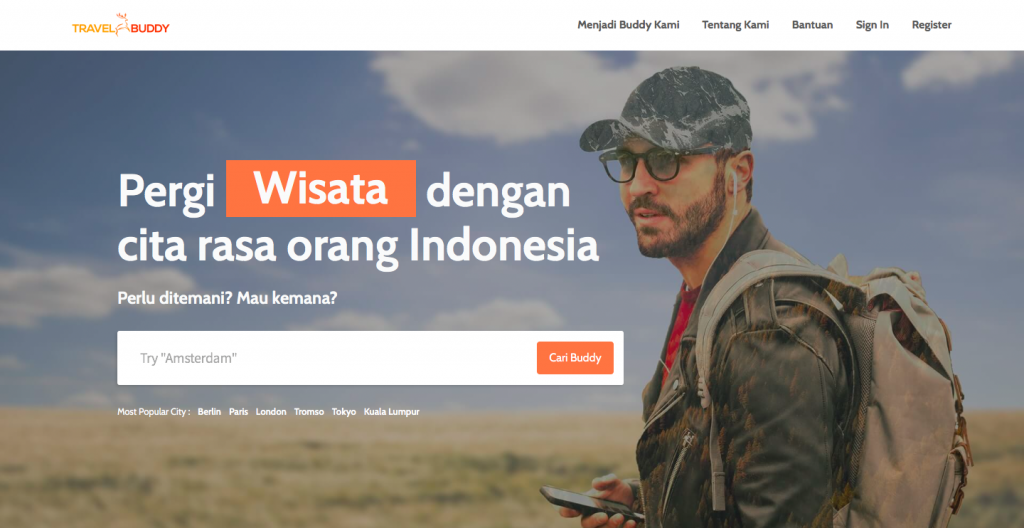 TRAVEL BUDDY
Menjadi Buddy Kami Tentang Kami Bantuan Sign In Register
Pergi Wisata dengan
cita rasa orang Indonesia
Perlu ditemani? Mau kemana?
Try "Amsterdam" Cari Buddy
Most Popular City : Berlin Paris London Tromso Tokyo Kuala Lumpur